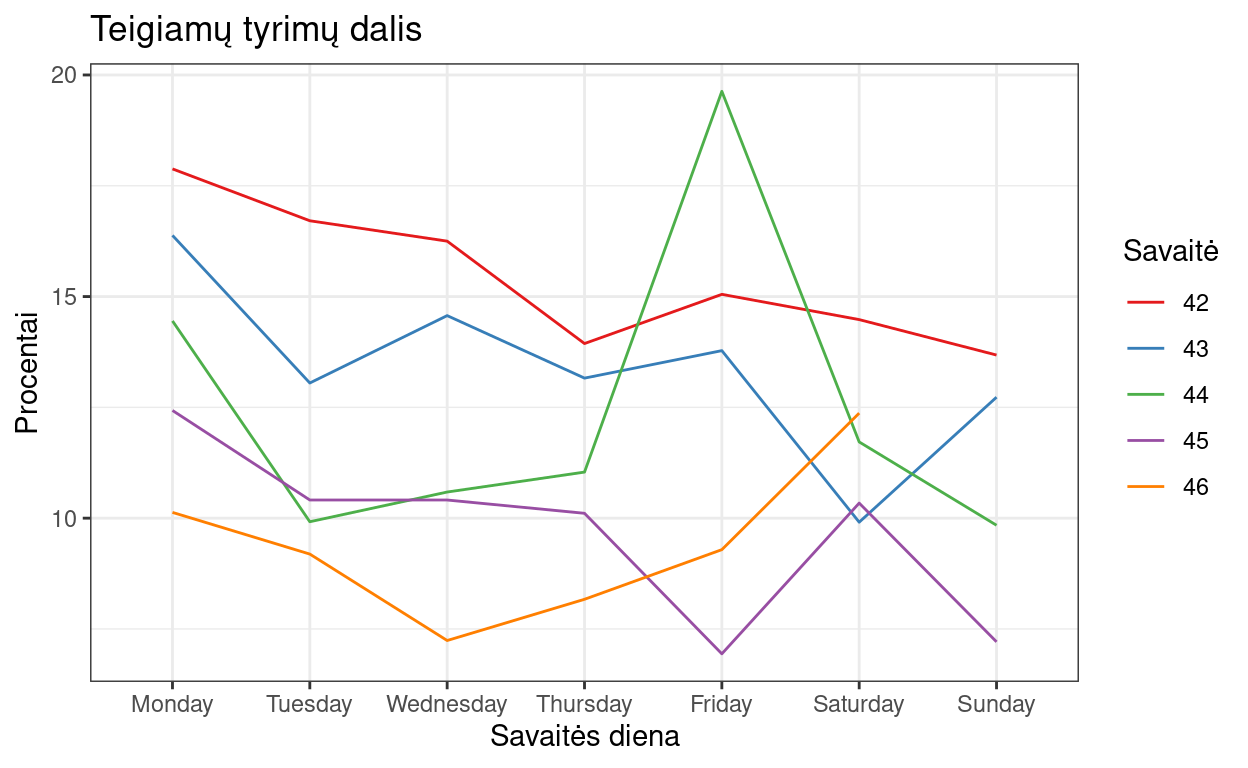 Teigiamų tyrimų dalis
20
15
10
Procentai
Monday
Tuesday
Wednesday
Thursday
Friday
Saturday
Sunday
Savaitės diena
Savaitė
42
43
44
45
46